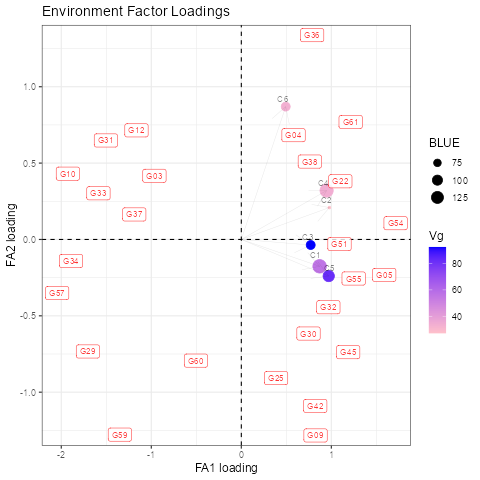 Environment Factor Loadings
G36
C6
G61
G12
G04
G31
G38
G10
G03
C4
G22
G33
C2
G37
G54
C3
G51
C1
G34
C5
G05
G55
G57
G32
G30
G29
G45
G60
G25
G42
G59
G09
1.0
0.5
0.0
-0.5
-1.0
FA2 loading
-2
-1
0
1
FA1 loading
BLUE
75
100
125
Vg
80
60
40